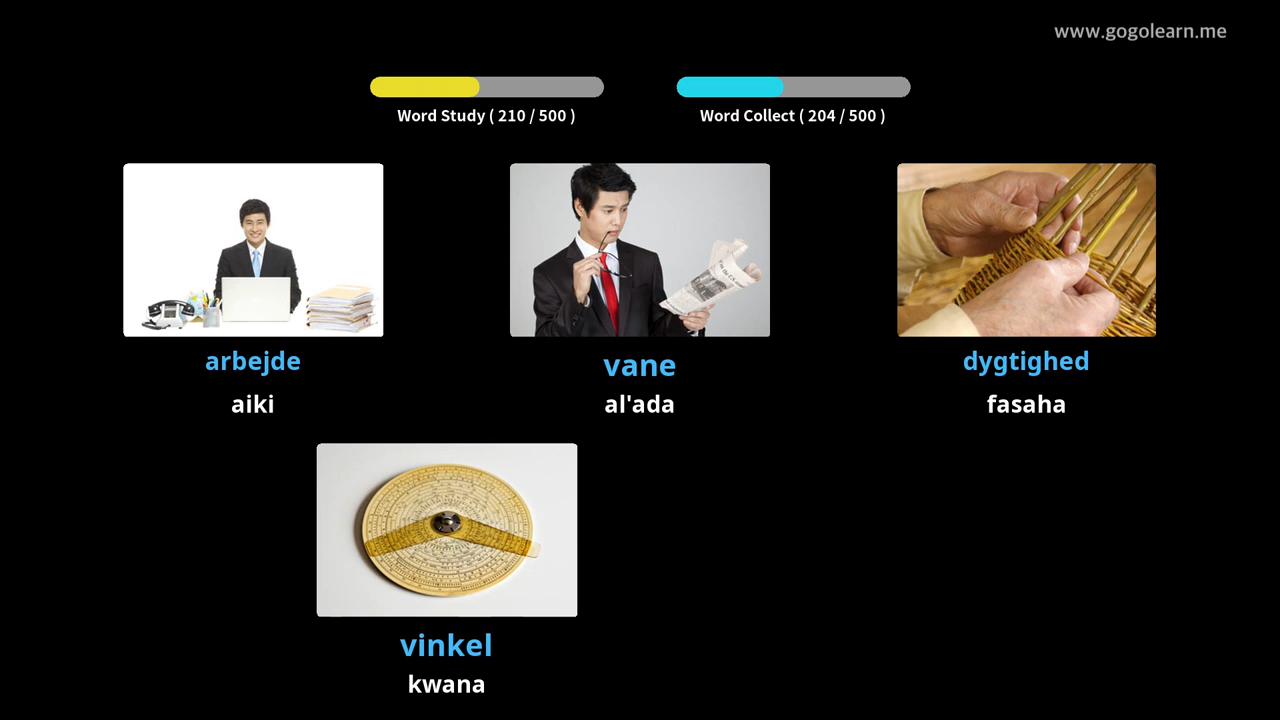 www.gogolearn.me
Word Study ( 210 / 500 )
Word Collect ( 204 / 500 )
arbejde
aiki
vane
al'ada
dygtighed
fasaha
vinkel
kwana